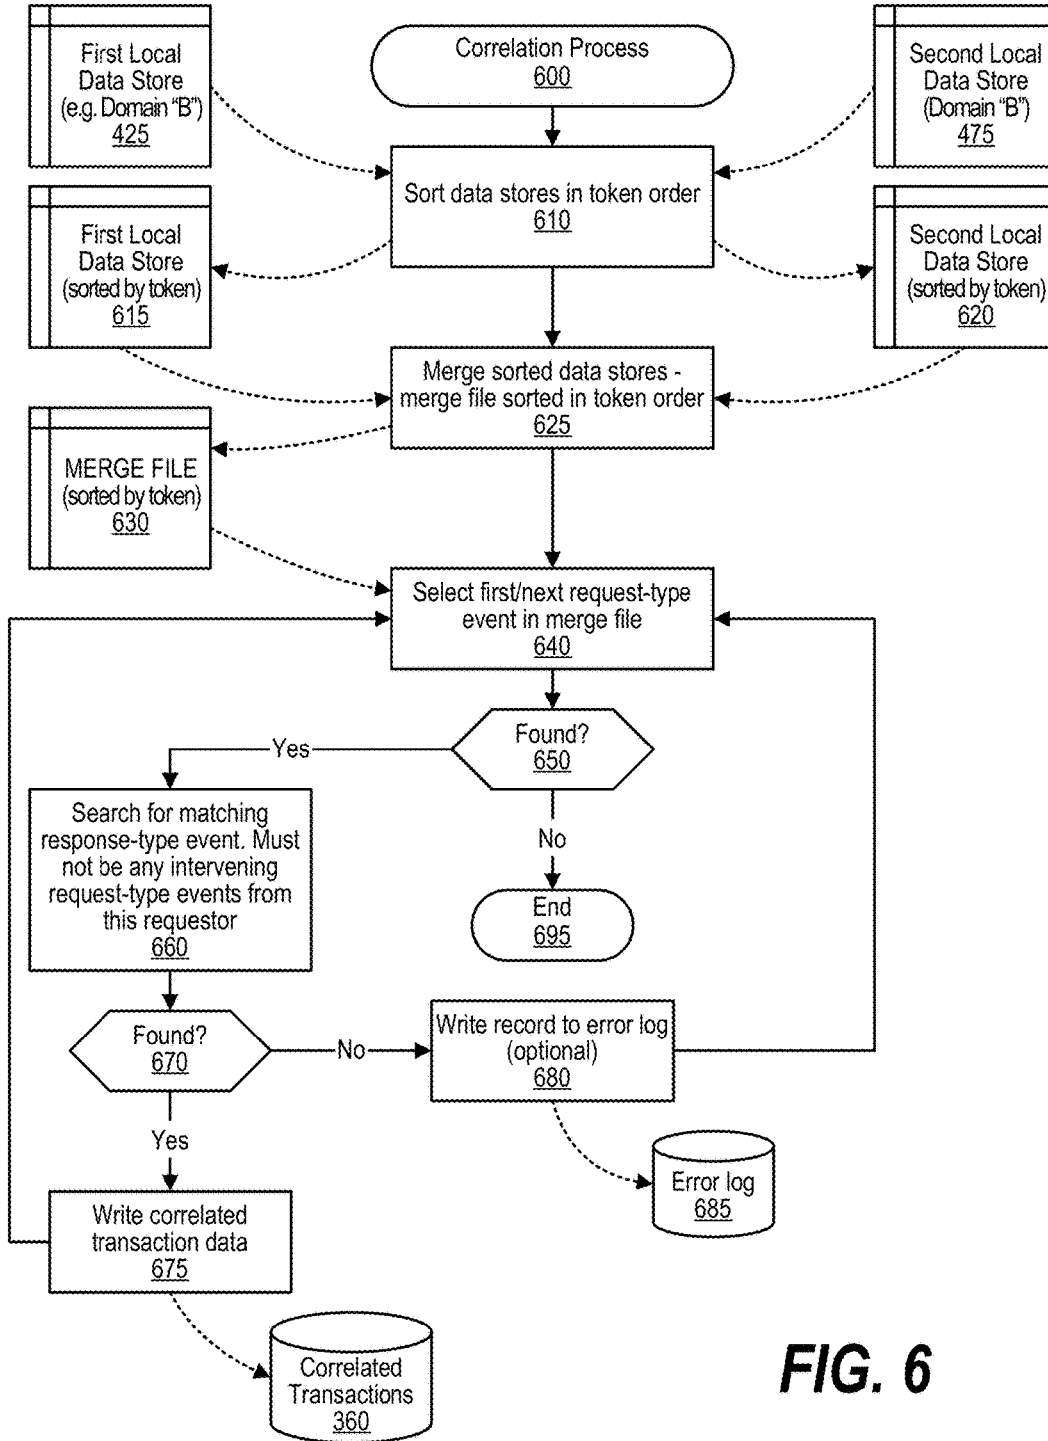 First Local
Data Store
(e.g. Domain “B”)
425
Correlation Process
600
Second Local
Data Store
(Domain “B”)
475
Sort data stores in token order
610
First Local
Data Store
(sorted by token)
615
Second Local
Data Store
(sorted by token)
620
Merge sorted data stores -
merge file sorted in token order
625
MERGE FILE
(sorted by token)
630
Select first/next request-type
event in merge file
640
Found?
650
Yes
No
Search for matching
response-type event. Must
not be any intervening
request-type events from
this requestor
660
End
695
Found?
670
No
Write record to error log
(optional)
680
Yes
Error log
685
Write correlated
transaction data
675
Correlated
Transactions
360
FIG. 6